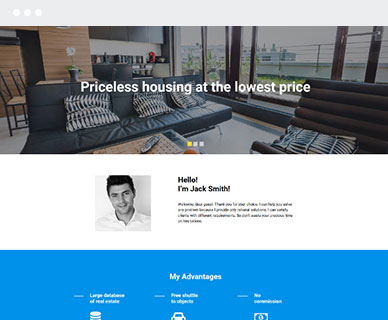 Priceless housing at the lowest price
Hello!
I'm Jack Smith!
Welcome, dear guest! Thank you for your choice. I can help you solve
any problem because I provide only rational solutions. I can satisfy
clients with different requirements. So don't waste your precious time
on hesitations.
My Advantages
Large database
of real estate
Free shuttle
to objects
No
commission